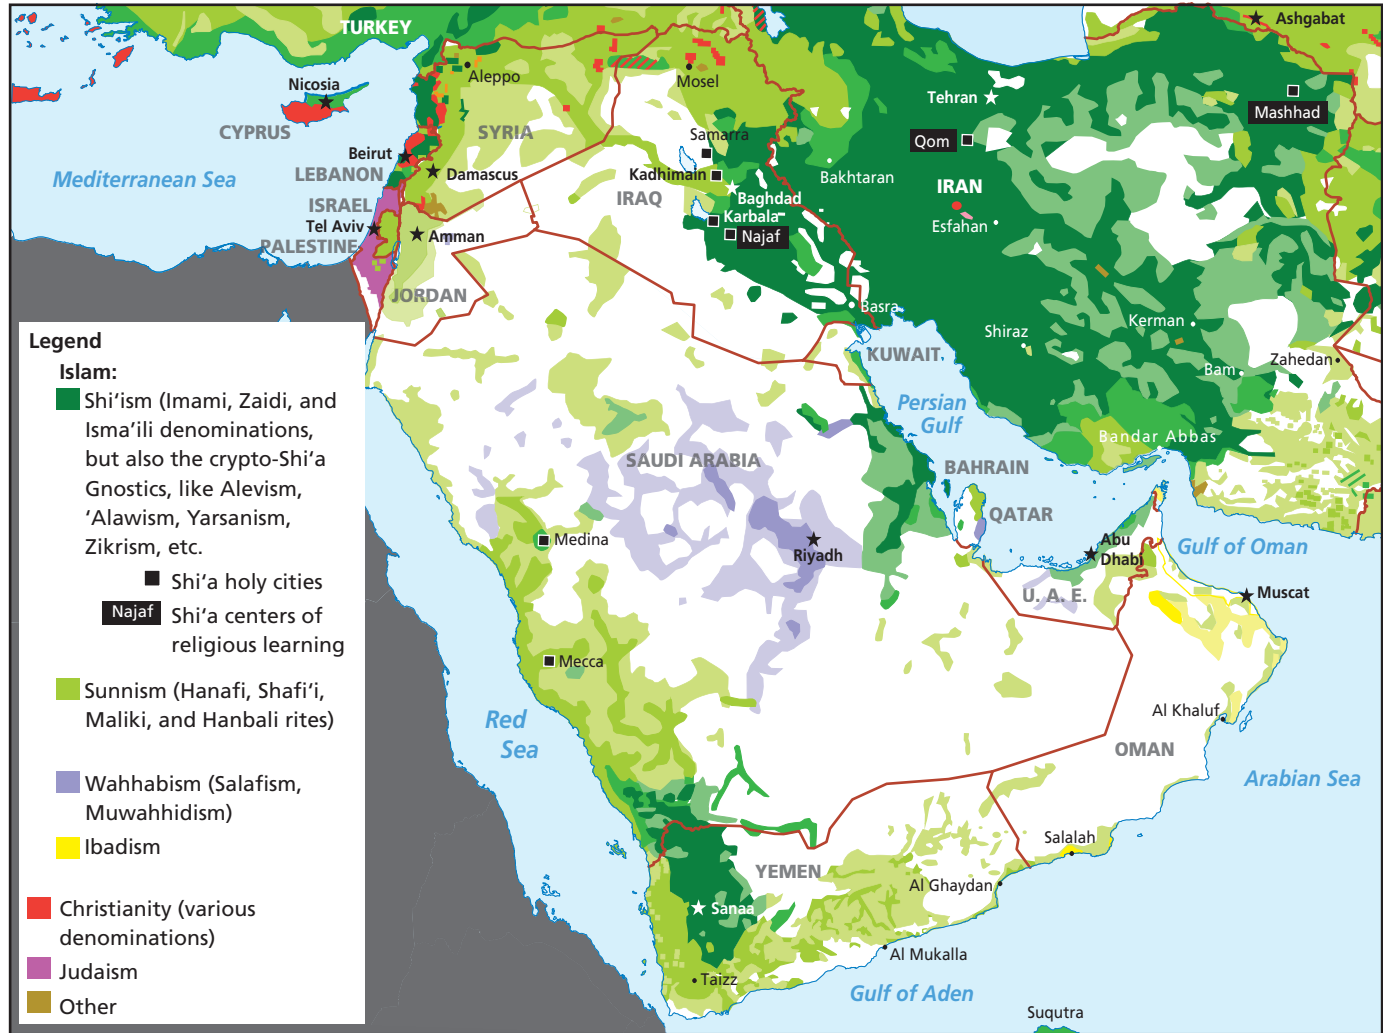 TURKEY
Ashgabat
Aleppo
Mosel
Nicosia
Tehran
Mashhad
CYPRUS
SYRIA
Samarra
Qom
Beirut
LEBANON
Damascus
Kadhimain
Bakhtaran
Mediterranean Sea
IRAQ
Baghdad
IRAN
ISRAEL
Karbala
Esfahan
Tel Aviv
Amman
Najaf
PALESTINE
JORDAN
Basra
Shiraz
Kerman
KUWAIT
Zahedan
Bam
Persian
Gulf
Bandar Abbas
SAUDI ARABIA
BAHRAIN
QATAR
Medina
Riyadh
Abu
Dhabi
Gulf of Oman
U. A. E.
Muscat
Mecca
Al Khaluf
Red
Sea
OMAN
Arabian Sea
Salalah
YEMEN
Al Ghaydan
Sanaa
Al Mukalla
Taizz
Gulf of Aden
Suqutra
Legend
Islam:
Shi‘ism (Imami, Zaidi, and
Isma‘ili denominations,
but also the crypto-Shi‘a
Gnostics, like Alevism,
‘Alawism, Yarsanism,
Zikrism, etc.
Shi‘a holy cities
Najaf
Shi‘a centers of
religious learning
Sunnism (Hanafi, Shafi‘i,
Maliki, and Hanbali rites)
Wahhabism (Salafism,
Muwahhidism)
Ibadism
Christianity (various
denominations)
Judaism
Other